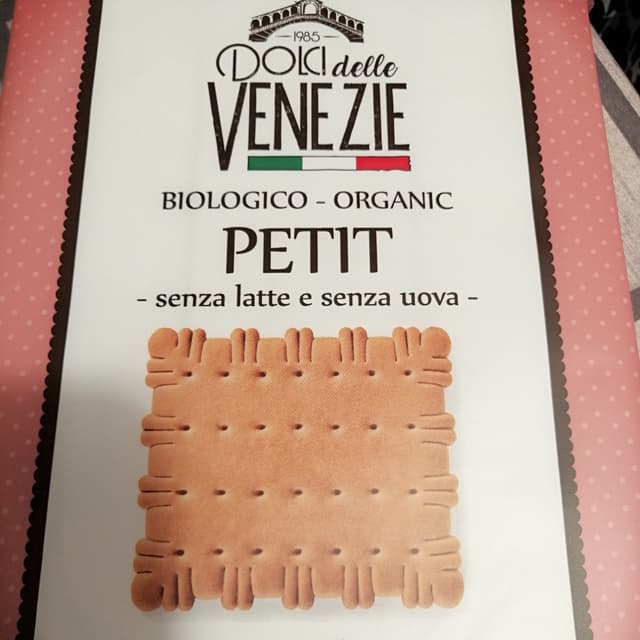 1985
DOLCI delle
VENEZIE
BIOLOGICO - ORGANIC
PETIT
- senza latte e senza uova -